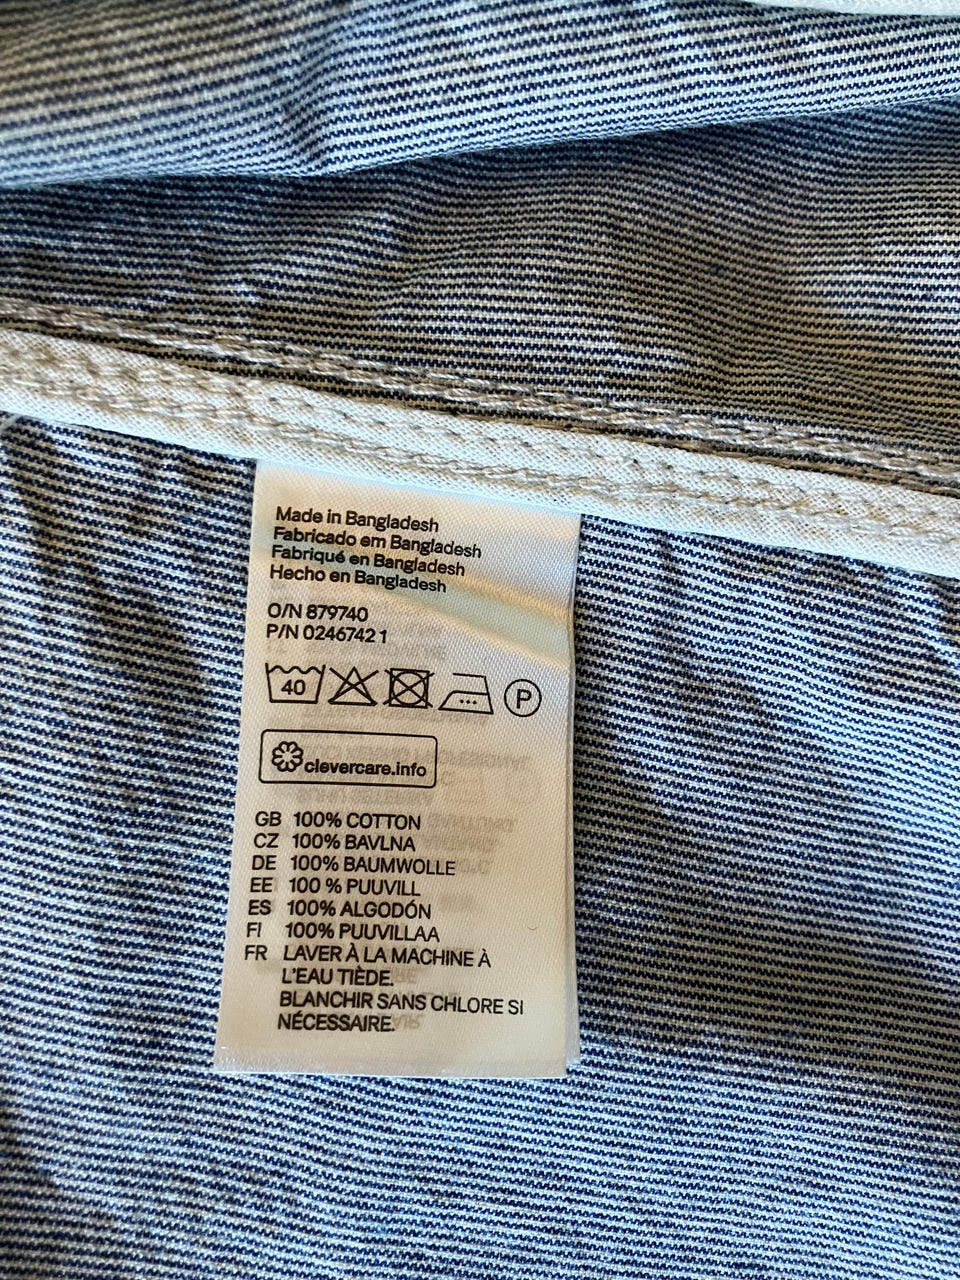 Made in Bangladesh
Fabricado em Bangladesh
Fabriqué en Bangladesh
Hecho en Bangladesh
O/N 879740
P/N 0246742 1
40 P
clevercare.info
GB 100% COTTON
CZ 100% BAVLNA
DE 100% BAUMWOLLE
EE 100 % PUUVILL
ES 100% ALGODÓN
FI 100% PUUVILLAA
FR LAVER À LA MACHINE À
L'EAU TIÈDE.
BLANCHIR SANS CHLORE SI
NÉCESSAIRE.